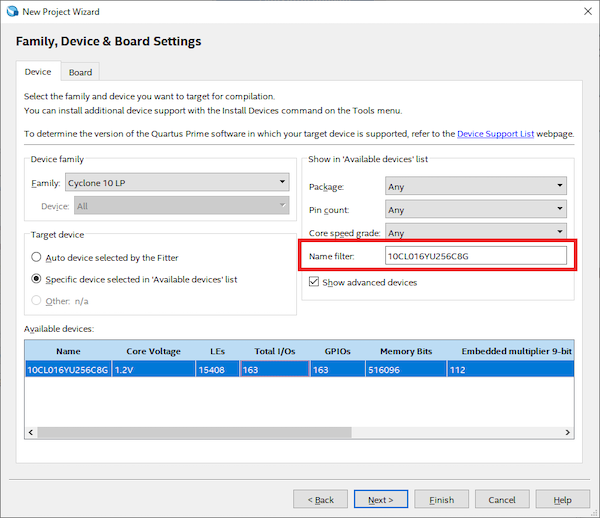 New Project Wizard
Family, Device & Board Settings
Device Board
Select the family and device you want to target for compilation.
You can install additional device support with the Install Devices command on the Tools menu.
To determine the version of the Quartus Prime software in which your target device is supported, refer to the Device Support List webpage.
Device family
Family: Cyclone 10 LP
Device: All
Target device
Auto device selected by the Fitter
Specific device selected in 'Available devices' list
Other: n/a
Show in 'Available devices' list
Package: Any
Pin count: Any
Core speed grade: Any
Name filter: 10CL016YU256C8G
Show advanced devices
Available devices:
Name Core Voltage LEs Total I/Os GPIOs Memory Bits Embedded multiplier 9-bit
10CL016YU256C8G 1.2V 15408 163 163 516096 112
< Back Next > Finish Cancel Help